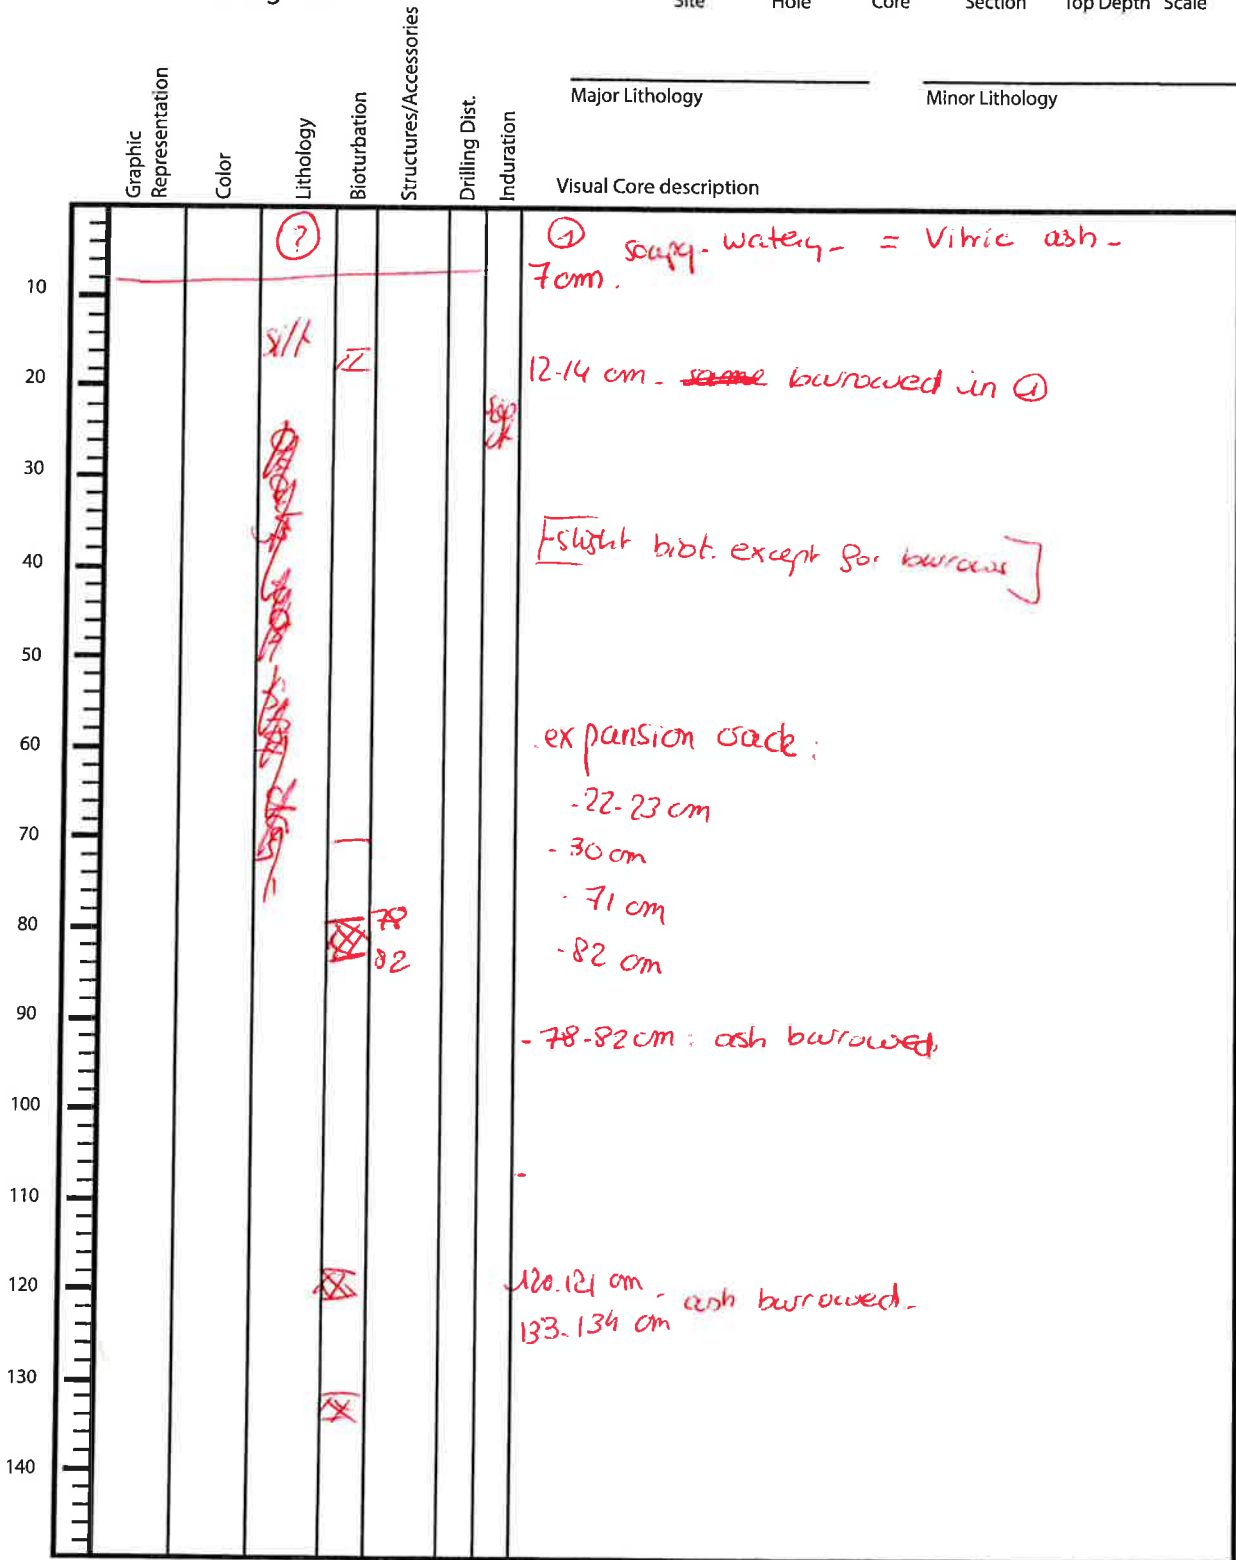 Site Hole Core Section Top Depth Scale
Major Lithology Minor Lithology
Graphic Representation
Color
Lithology
Bioturbation
Structures/Accessories
Drilling Dist.
Induration
Visual Core description
? ① soapy - watery - = Vitric ash -
7cm.
10
silt
12-14 cm - same burrowed in ①
20
30
[-slight biot. except for burrows]
40
50
60
expansion crack :
-22-23 cm
70
- 30 cm
- 71 cm
80
78
82
-82 cm
90
- 78-82 cm : ash burrowed.
100
110
120
120-121 cm - ash burrowed -
133-134 cm
130
140